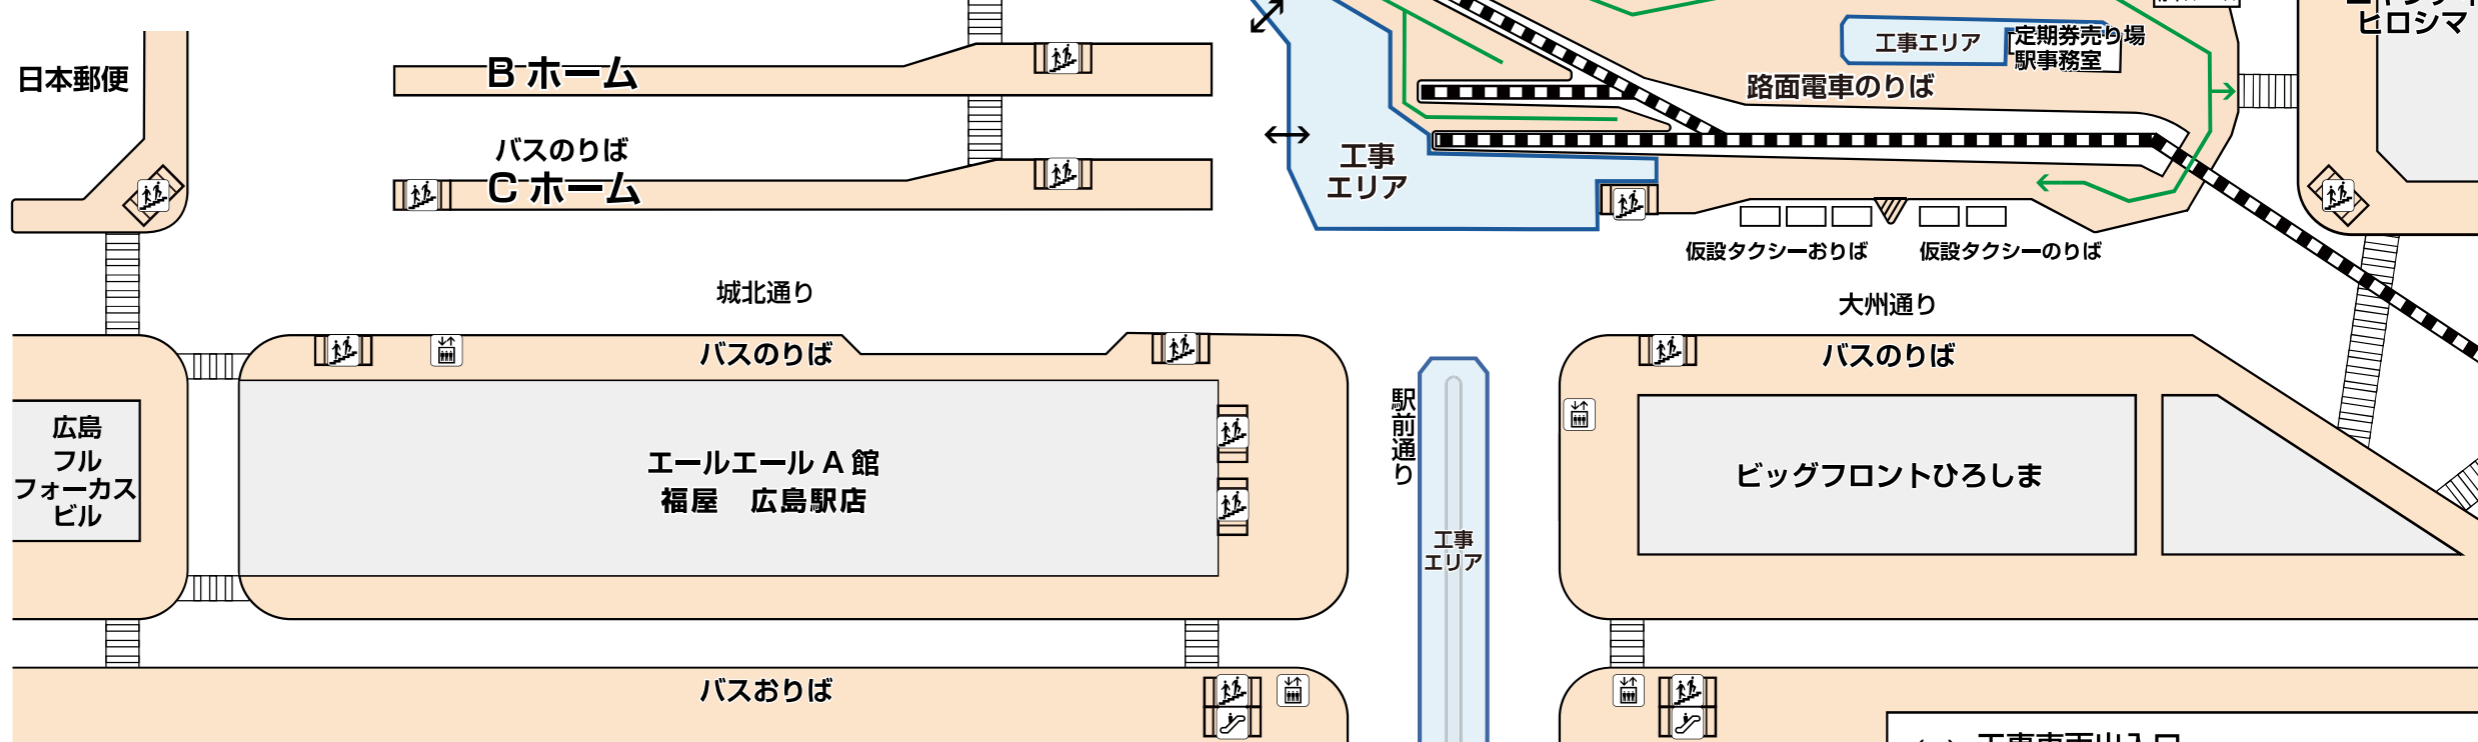 ヒロシマ
工事エリア
定期券売り場
駅事務室
日本郵便
Bホーム
路面電車のりば
バスのりば
Cホーム
工事
エリア
仮設タクシーおりば
仮設タクシーのりば
城北通り
大州通り
バスのりば
バスのりば
広島
フル
フォーカス
ビル
エールエールA館
福屋　広島駅店
駅前通り
ビッグフロントひろしま
工事
エリア
バスおりば